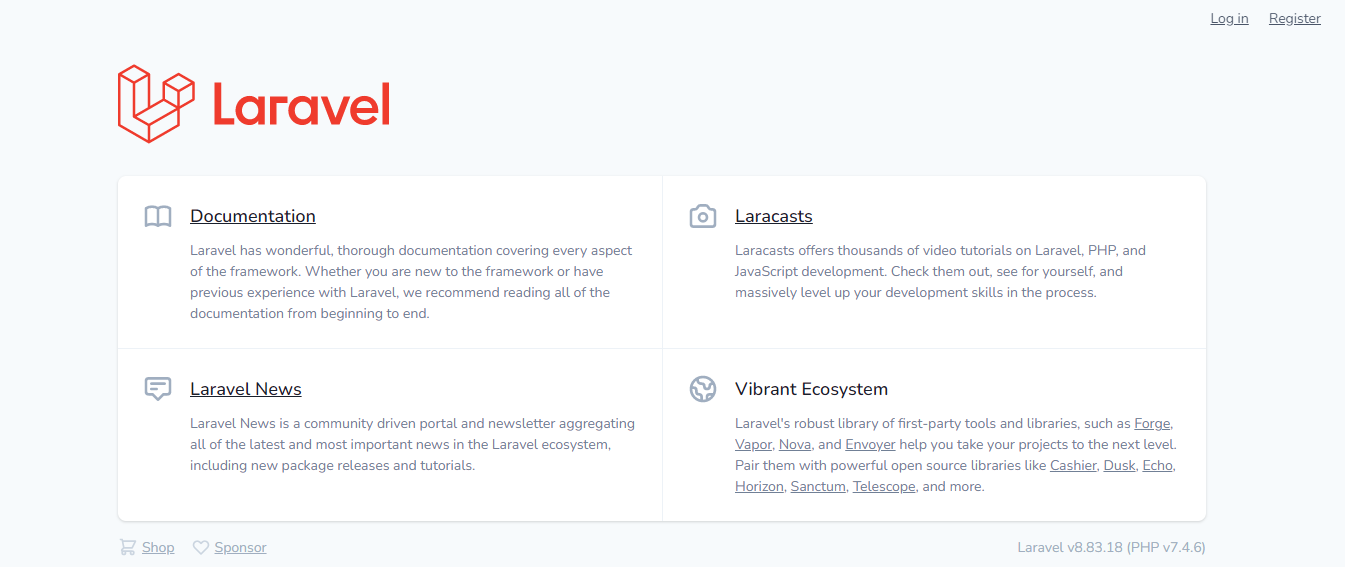 Log in Register
Laravel
Documentation
Laravel has wonderful, thorough documentation covering every aspect
of the framework. Whether you are new to the framework or have
previous experience with Laravel, we recommend reading all of the
documentation from beginning to end.
Laracasts
Laracasts offers thousands of video tutorials on Laravel, PHP, and
JavaScript development. Check them out, see for yourself, and
massively level up your development skills in the process.
Laravel News
Laravel News is a community driven portal and newsletter aggregating
all of the latest and most important news in the Laravel ecosystem,
including new package releases and tutorials.
Vibrant Ecosystem
Laravel's robust library of first-party tools and libraries, such as Forge,
Vapor, Nova, and Envoyer help you take your projects to the next level.
Pair them with powerful open source libraries like Cashier, Dusk, Echo,
Horizon, Sanctum, Telescope, and more.
Shop Sponsor
Laravel v8.83.18 (PHP v7.4.6)